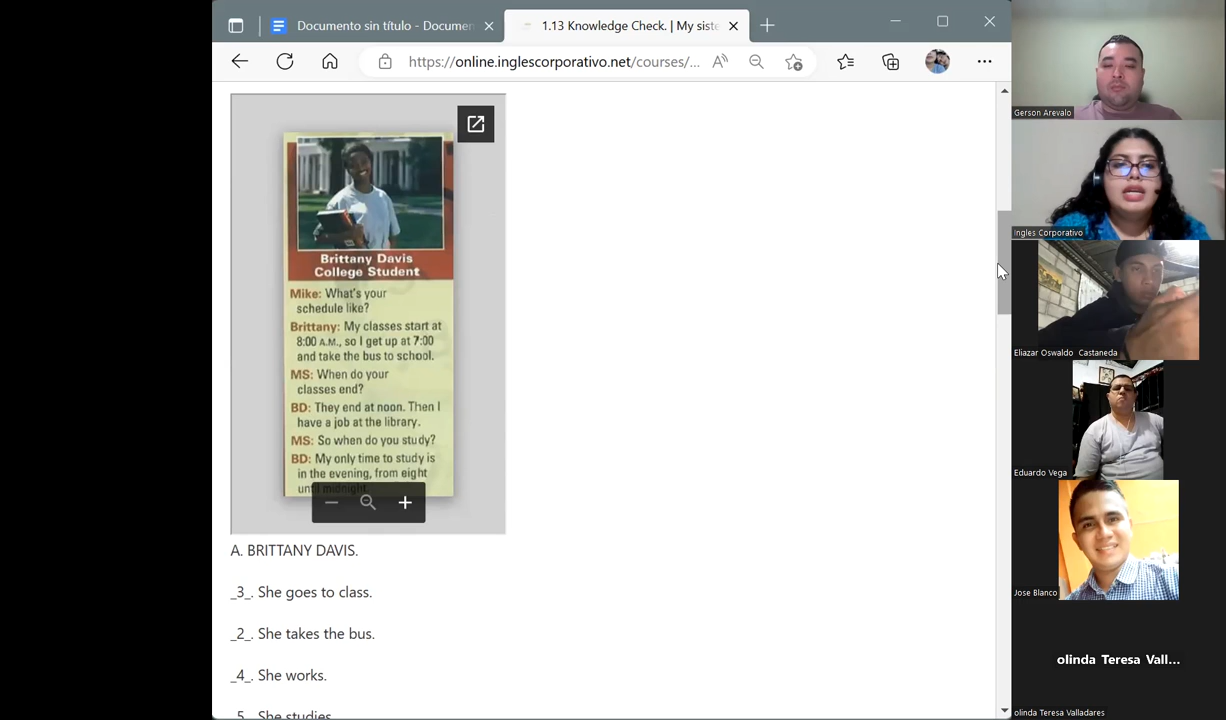 Documento sin título - Documen
1.13 Knowledge Check. | My siste
https://online.inglescorporativo.net/courses/...
Brittany Davis
College Student
Mike: What's your
schedule like?
Brittany: My classes start at
8:00 A.M., so I get up at 7:00
and take the bus to school.
MS: When do your
classes end?
BD: They end at noon. Then I
have a job at the library.
MS: So when do you study?
BD: My only time to study is
in the evening, from eight
until midnight.
A. BRITTANY DAVIS.
_3_. She goes to class.
_2_. She takes the bus.
_4_. She works.
_5_. She studies.
Gerson Arevalo
Ingles Corporativo
Eliazar Oswaldo Castaneda
Eduardo Vega
Jose Blanco
olinda Teresa Vall...
olinda Teresa Valladares